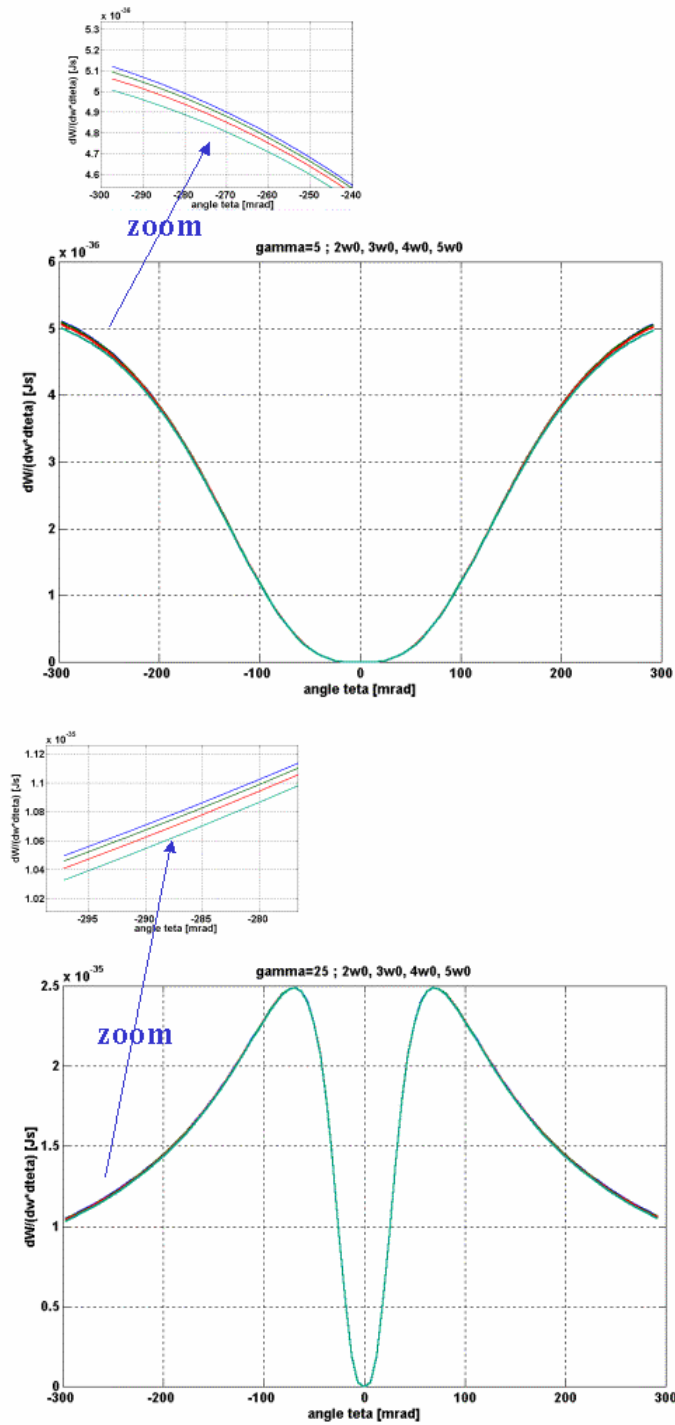 x 10^-36
5.3
5.2
5.1
5
4.9
4.8
4.7
4.6
dW/(dw*dteta) [Js]
-300 -290 -280 -270 -260 -250 -240
angle teta [mrad]
zoom
gamma=5 ; 2w0, 3w0, 4w0, 5w0
x 10^-36
6
5
4
3
2
1
0
dW/(dw*dteta) [Js]
-300 -200 -100 0 100 200 300
angle teta [mrad]
x 10^-35
1.12
1.1
1.08
1.06
1.04
1.02
dW/(dw*dteta) [Js]
-295 -290 -285 -280
angle teta [mrad]
zoom
gamma=25 ; 2w0, 3w0, 4w0, 5w0
x 10^-35
2.5
2
1.5
1
0.5
0
dW/(dw*dteta) [Js]
-300 -200 -100 0 100 200 300
angle teta [mrad]